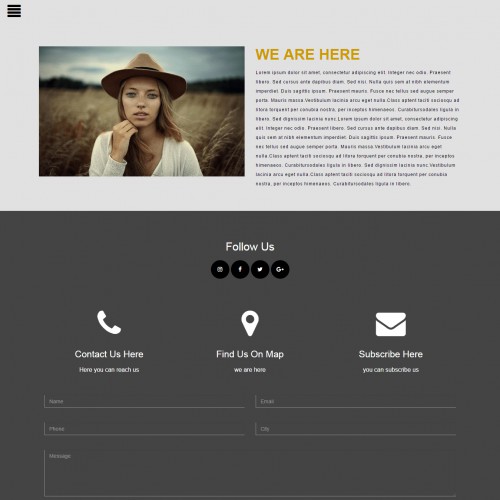 WE ARE HERE
Lorem ipsum dolor sit amet, consectetur adipiscing elit. Integer nec odio. Praesent
libero. Sed cursus ante dapibus diam. Sed nisi. Nulla quis sem at nibh elementum
imperdiet. Duis sagittis ipsum. Praesent mauris. Fusce nec tellus sed augue semper
porta. Mauris massa.Vestibulum lacinia arcu eget nulla.Class aptent taciti sociosqu ad
litora torquent per conubia nostra, per inceptos himenaeos. Curabitursodales ligula in
libero. Sed dignissim lacinia nunc.Lorem ipsum dolor sit amet, consectetur adipiscing
elit. Integer nec odio. Praesent libero. Sed cursus ante dapibus diam. Sed nisi. Nulla
quis sem at nibh elementum imperdiet. Duis sagittis ipsum. Praesent mauris. Fusce
nec tellus sed augue semper porta. Mauris massa.Vestibulum lacinia arcu eget
nulla.Class aptent taciti sociosqu ad litora torquent per conubia nostra, per inceptos
himenaeos. Curabitursodales ligula in libero. Sed dignissim lacinia nunc. Vestibulum
lacinia arcu eget nulla.Class aptent taciti sociosqu ad litora torquent per conubia
nostra, per inceptos himenaeos. Curabitursodales ligula in libero.
Follow Us
Contact Us Here
Find Us On Map
Subscribe Here
Here you can reach us
we are here
you can subscribe us
Name
Email
Phone
City
Message